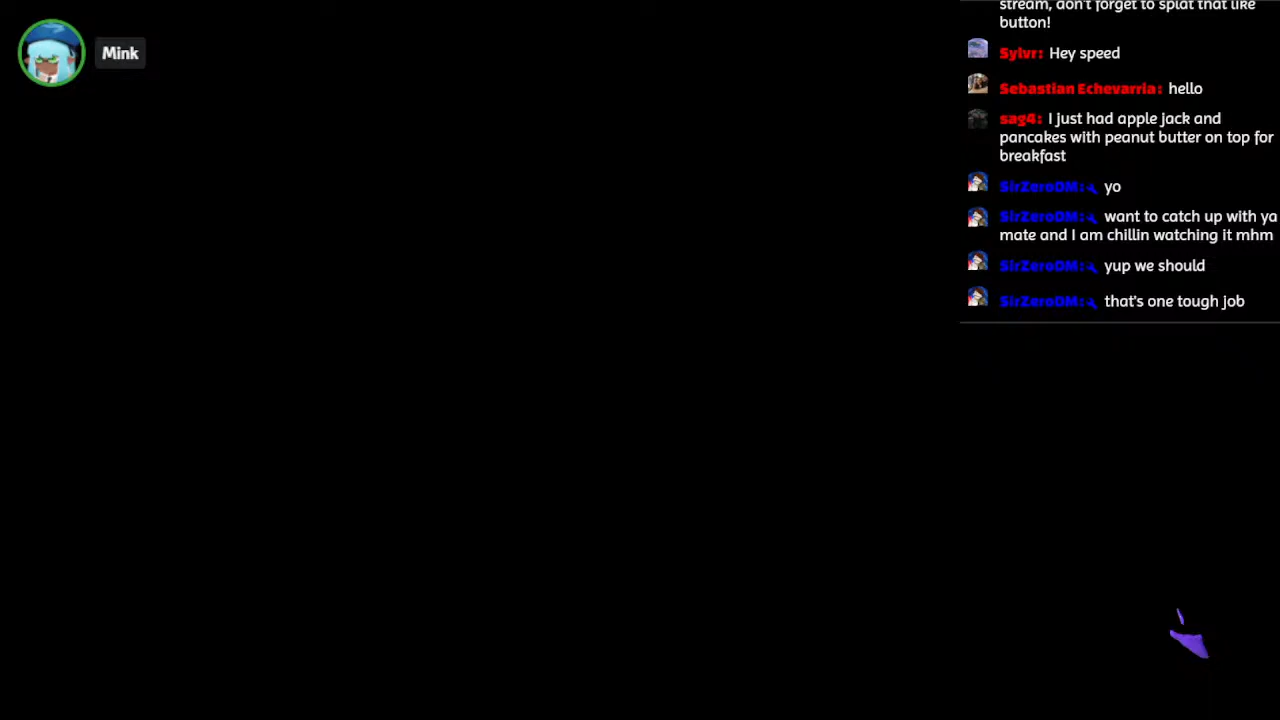 Mink
stream, don't forget to splat that like
button!
Sylvr: Hey speed
Sebastian Echevarria: hello
sag4: I just had apple jack and
pancakes with peanut butter on top for
breakfast
SirZeroDM: yo
SirZeroDM: want to catch up with ya
mate and I am chillin watching it mhm
SirZeroDM: yup we should
SirZeroDM: that's one tough job